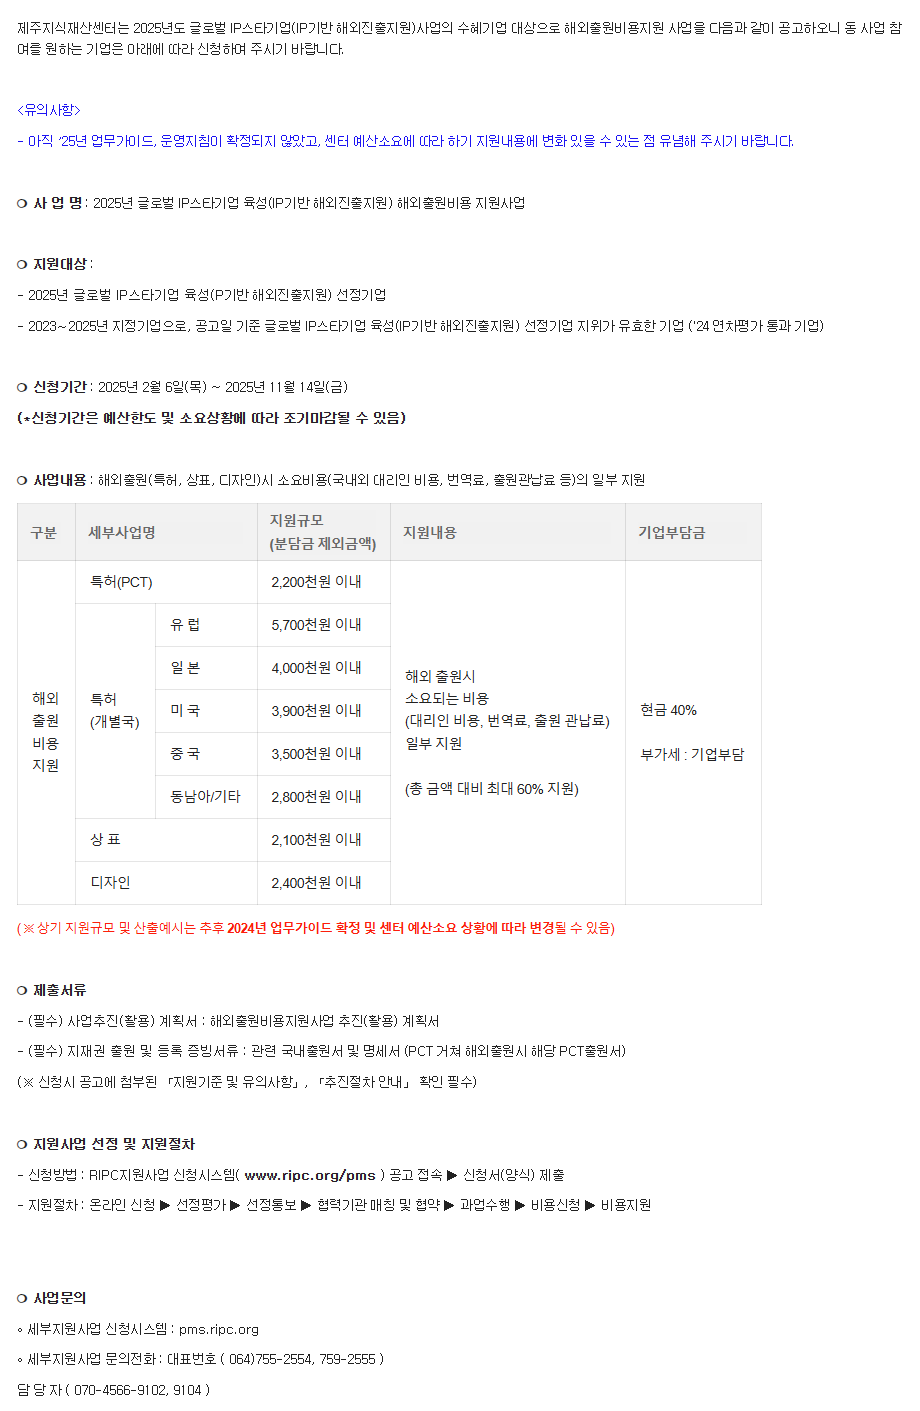 제주지식재산센터는 2025년도 글로벌 IP스타기업(IP기반 해외진출지원)사업의 수혜기업 대상으로 해외출원비용지원 사업을 다음과 같이 공고하오니 동 사업 참
여를 원하는 기업은 아래에 따라 신청하여 주시기 바랍니다.
<유의사항>
- 아직 ‘25년 업무가이드, 운영지침이 확정되지 않았고, 센터 예산소요에 따라 하기 지원내용에 변화 있을 수 있는 점 유념해 주시기 바랍니다.
❍ 사 업 명 : 2025년 글로벌 IP스타기업 육성(IP기반 해외진출지원) 해외출원비용 지원사업
❍ 지원대상 :
- 2025년 글로벌 IP스타기업 육성(P기반 해외진출지원) 선정기업
- 2023~2025년 지정기업으로, 공고일 기준 글로벌 IP스타기업 육성(IP기반 해외진출지원) 선정기업 지위가 유효한 기업 ('24 연차평가 통과 기업)
❍ 신청기간 : 2025년 2월 6일(목) ~ 2025년 11월 14일(금)
(*신청기간은 예산한도 및 소요상황에 따라 조기마감될 수 있음)
❍ 사업내용 : 해외출원(특허, 상표, 디자인)시 소요비용(국내외 대리인 비용, 번역료, 출원관납료 등)의 일부 지원
구분 세부사업명 지원규모 (분담금 제외금액) 지원내용 기업부담금
해외
출원
비용
지원
특허(PCT) 2,200천원 이내
특허
(개별국)
유 럽 5,700천원 이내
일 본 4,000천원 이내
미 국 3,900천원 이내
중 국 3,500천원 이내
동남아/기타 2,800천원 이내
상 표 2,100천원 이내
디자인 2,400천원 이내
해외 출원시
소요되는 비용
(대리인 비용, 번역료, 출원 관납료)
일부 지원
(총 금액 대비 최대 60% 지원)
현금 40%
부가세 : 기업부담
(※ 상기 지원규모 및 산출예시는 추후 2024년 업무가이드 확정 및 센터 예산소요 상황에 따라 변경될 수 있음)
❍ 제출서류
- (필수) 사업추진(활용) 계획서 : 해외출원비용지원사업 추진(활용) 계획서
- (필수) 지재권 출원 및 등록 증빙서류 : 관련 국내출원서 및 명세서 (PCT 거쳐 해외출원시 해당 PCT출원서)
(※ 신청시 공고에 첨부된 「지원기준 및 유의사항」, 「추진절차 안내」 확인 필수)
❍ 지원사업 선정 및 지원절차
- 신청방법 : RIPC지원사업 신청시스템( www.ripc.org/pms ) 공고 접속 ▶ 신청서(양식) 제출
- 지원절차 : 온라인 신청 ▶ 선정평가 ▶ 선정통보 ▶ 협력기관 매칭 및 협약 ▶ 과업수행 ▶ 비용신청 ▶ 비용지원
❍ 사업문의
◦ 세부지원사업 신청시스템 : pms.ripc.org
◦ 세부지원사업 문의전화 : 대표번호 ( 064)755-2554, 759-2555 )
담 당 자 ( 070-4566-9102, 9104 )